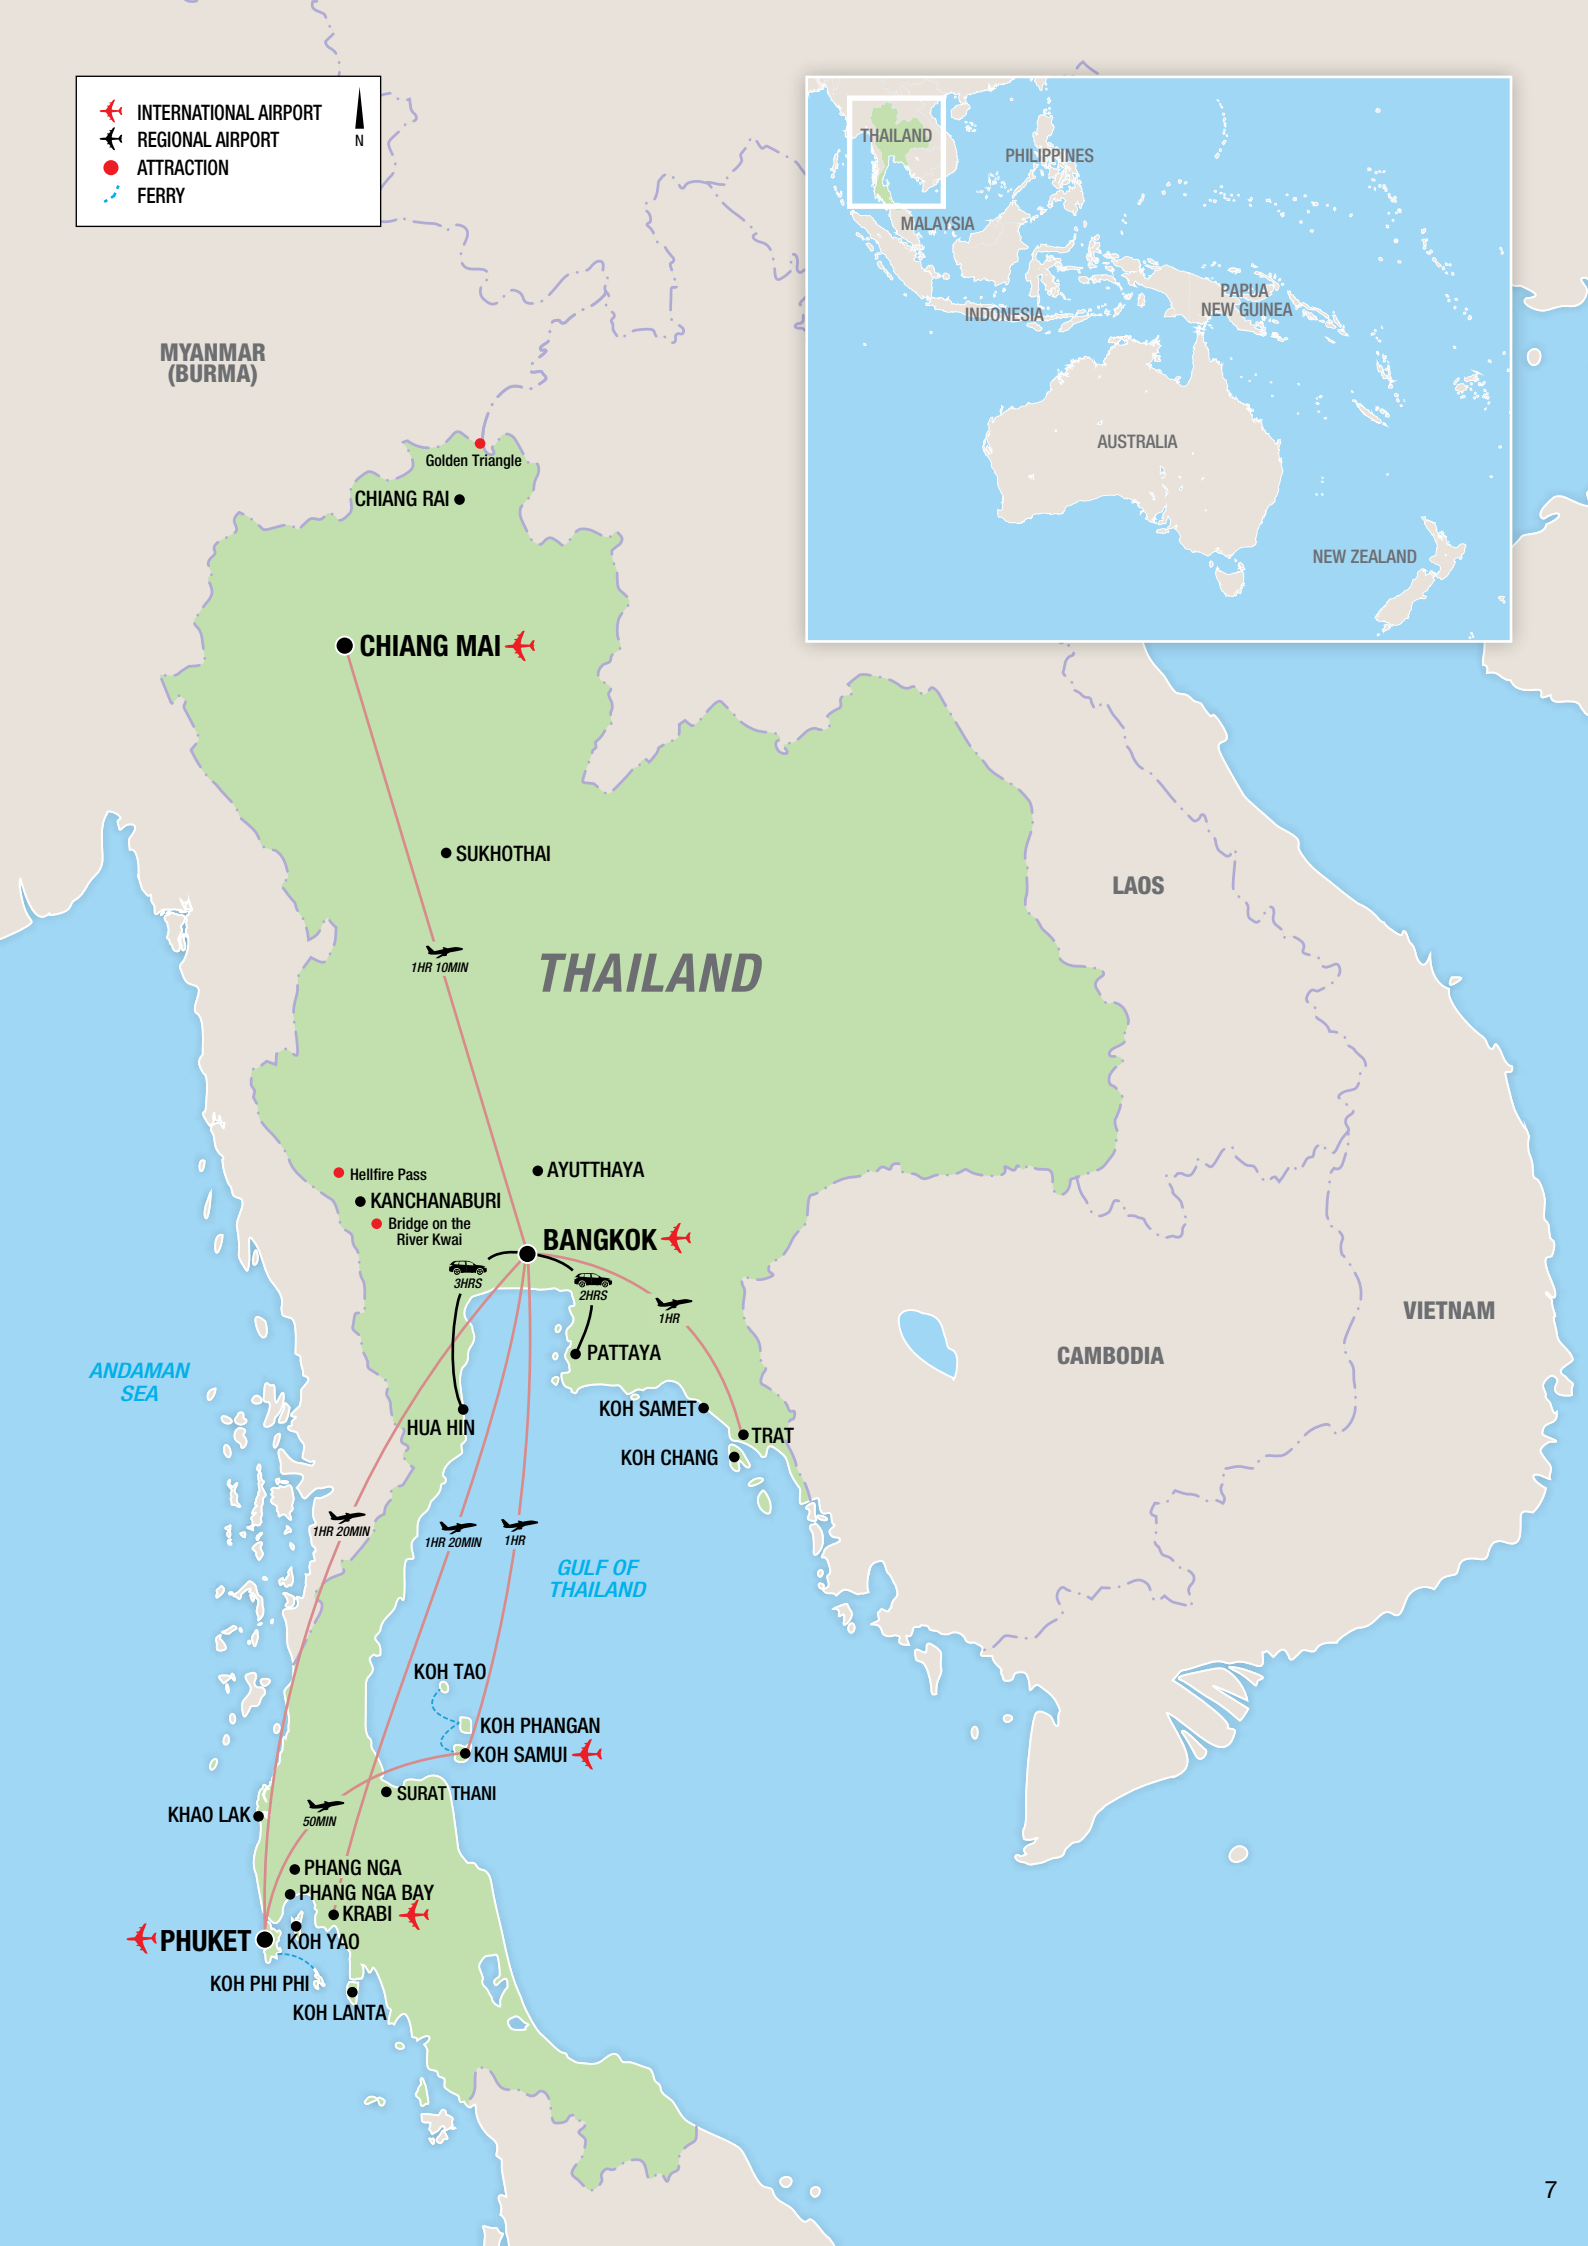 INTERNATIONAL AIRPORT
REGIONAL AIRPORT
ATTRACTION
FERRY
N
THAILAND
PHILIPPINES
MALAYSIA
INDONESIA
PAPUA
NEW GUINEA
AUSTRALIA
NEW ZEALAND
MYANMAR
(BURMA)
Golden Triangle
CHIANG RAI
CHIANG MAI
SUKHOTHAI
LAOS
1HR 10MIN
THAILAND
Hellfire Pass
AYUTTHAYA
KANCHANABURI
Bridge on the
River Kwai
BANGKOK
3HRS
2HRS
1HR
VIETNAM
CAMBODIA
PATTAYA
ANDAMAN
SEA
HUA HIN
KOH SAMET
TRAT
KOH CHANG
1HR 20MIN
1HR 20MIN
1HR
GULF OF
THAILAND
KOH TAO
KOH PHANGAN
KOH SAMUI
SURAT THANI
KHAO LAK
50MIN
PHANG NGA
PHANG NGA BAY
KRABI
PHUKET
KOH YAO
KOH PHI PHI
KOH LANTA
7